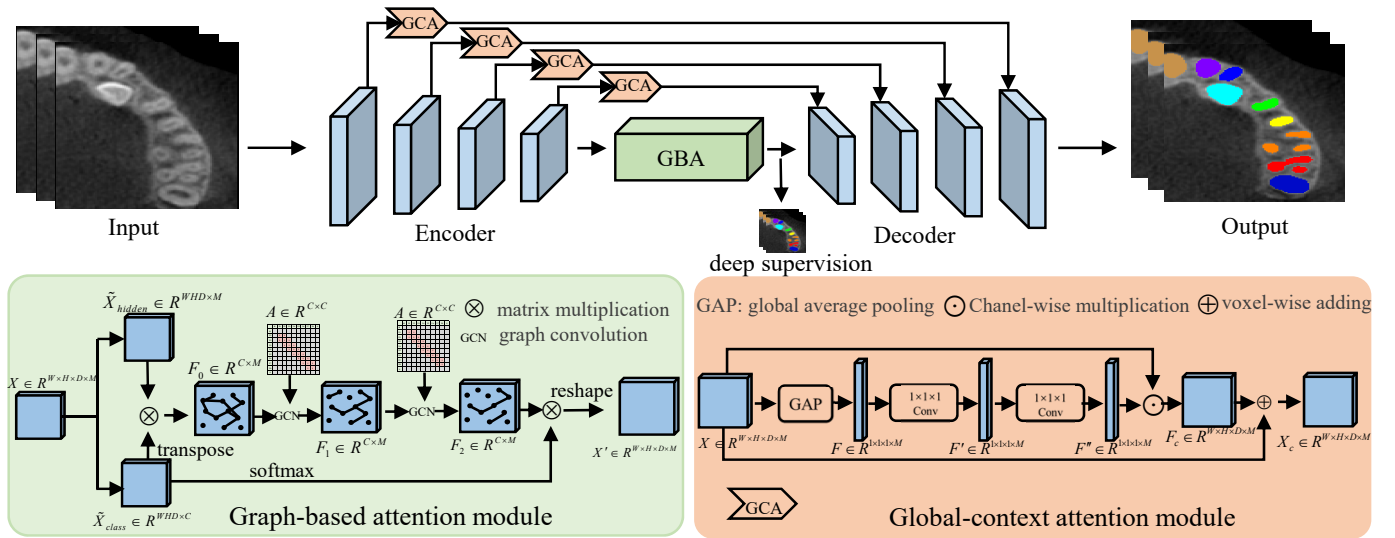 GCA
GCA
GCA
GCA
GBA
Input
Encoder
Decoder
Output
deep supervision
X̃_hidden ∈ R^{WHD×M}
A ∈ R^{C×C}
A ∈ R^{C×C}
⊗ matrix multiplication
GCN graph convolution
X ∈ R^{W×H×D×M}
F_0 ∈ R^{C×M}
⊗
GCN
GCN
⊗
reshape
transpose
F_1 ∈ R^{C×M}
F_2 ∈ R^{C×M}
X' ∈ R^{W×H×D×M}
softmax
X̃_class ∈ R^{WHD×C}
Graph-based attention module
GAP: global average pooling ⊙ Chanel-wise multiplication ⊕ voxel-wise adding
GAP
1×1×1
Conv
1×1×1
Conv
⊙
⊕
X ∈ R^{W×H×D×M}
F ∈ R^{1×1×1×M}
F' ∈ R^{1×1×1×M}
F'' ∈ R^{1×1×1×M}
F_c ∈ R^{W×H×D×M}
X_c ∈ R^{W×H×D×M}
GCA
Global-context attention module